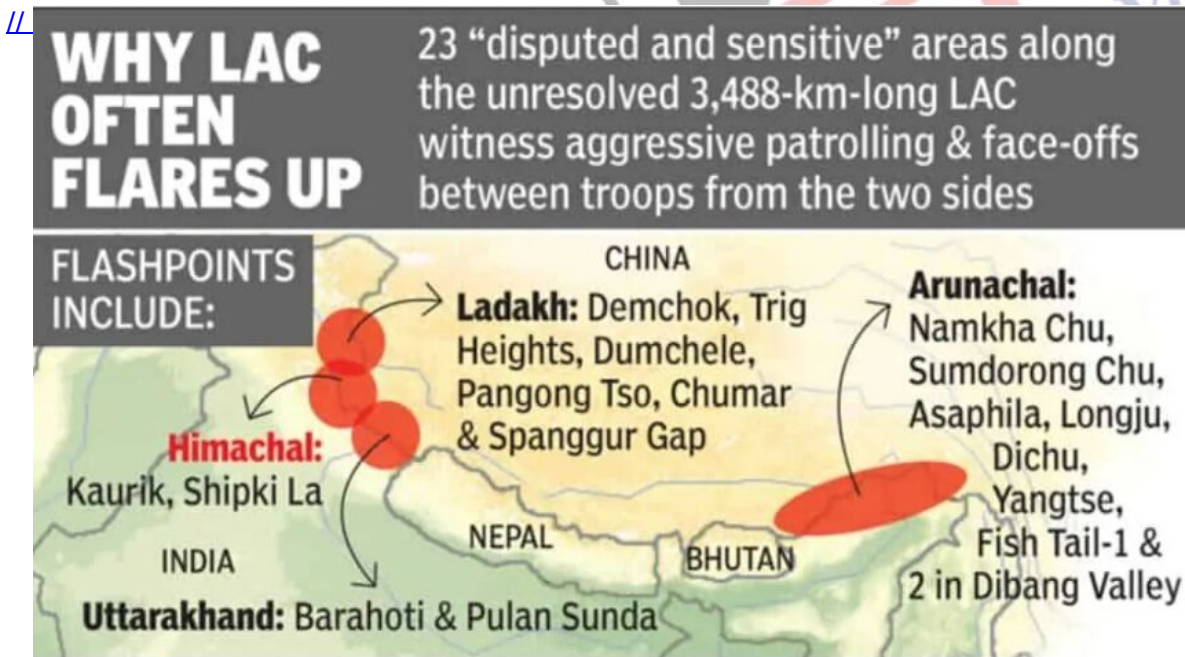 //
WHY LAC
OFTEN
FLARES UP
23 “disputed and sensitive” areas along
the unresolved 3,488-km-long LAC
witness aggressive patrolling & face-offs
between troops from the two sides
FLASHPOINTS
INCLUDE:
CHINA
Ladakh: Demchok, Trig
Heights, Dumchele,
Pangong Tso, Chumar
& Spanggur Gap
Arunachal:
Namkha Chu,
Sumdorong Chu,
Asaphila, Longju,
Dichu,
Yangtse,
Fish Tail-1 &
2 in Dibang Valley
Himachal:
Kaurik, Shipki La
INDIA
NEPAL
BHUTAN
Uttarakhand: Barahoti & Pulan Sunda